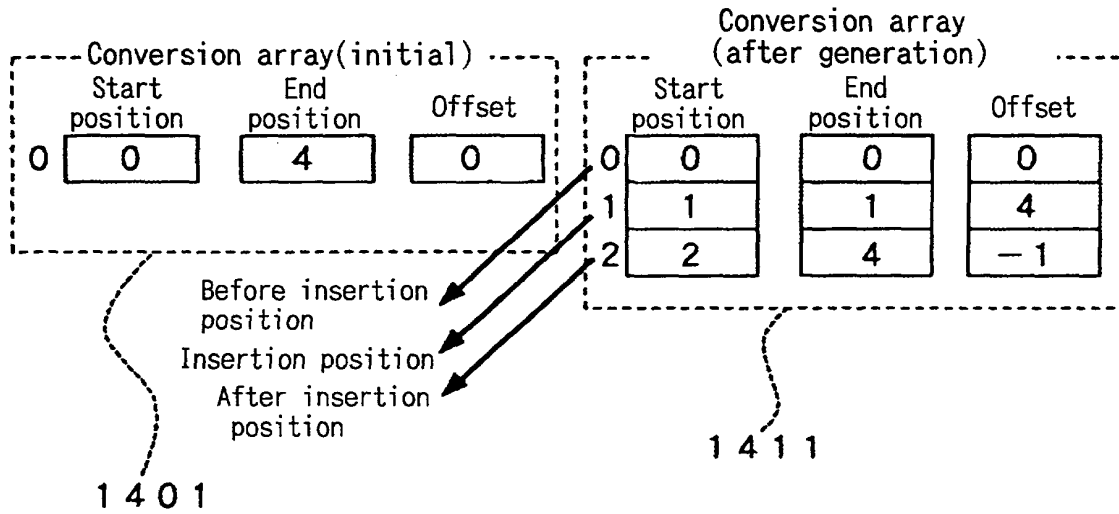 Conversion array(initial)
Start position
End position
Offset
0 0 4 0
Conversion array
(after generation)
Start position
End position
Offset
0 0 0 0
1 1 1 4
2 2 4 −1
Before insertion
position
Insertion position
After insertion
position
1401
1411